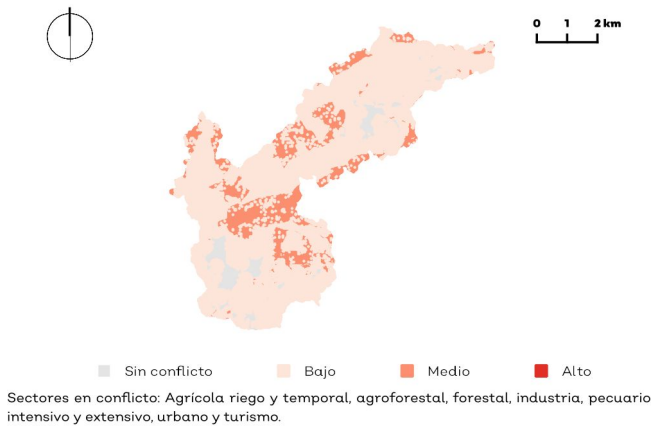 0 1 2 km
Sin conflicto Bajo Medio Alto
Sectores en conflicto: Agrícola riego y temporal, agroforestal, forestal, industria, pecuario
intensivo y extensivo, urbano y turismo.